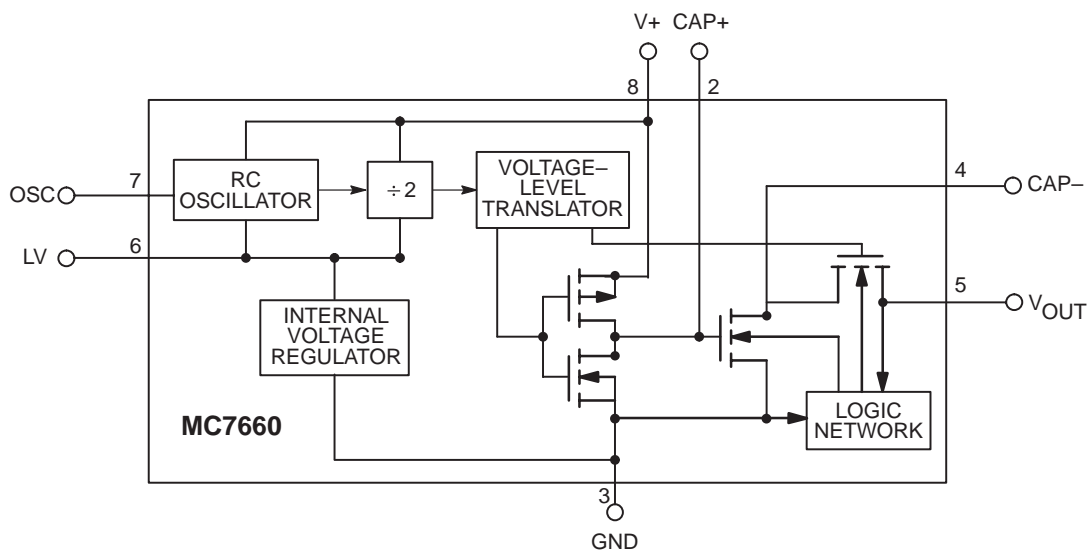 V+ CAP+
8 2
OSC 7
RC
OSCILLATOR
÷ 2
VOLTAGE–
LEVEL
TRANSLATOR
4 CAP–
LV 6
5 VOUT
INTERNAL
VOLTAGE
REGULATOR
MC7660
LOGIC
NETWORK
3
GND